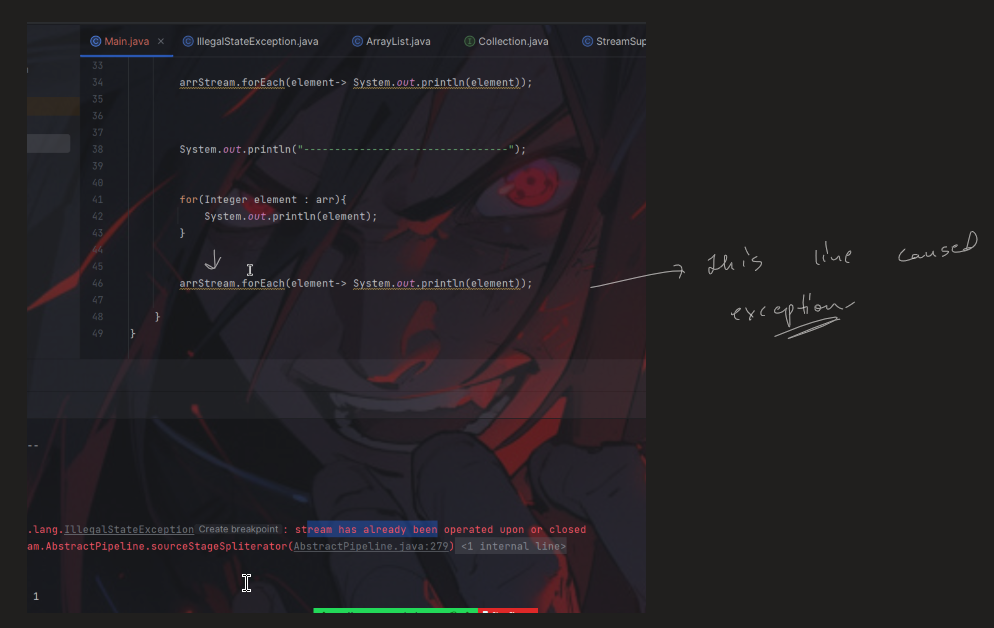 Main.java × IllegalStateException.java ArrayList.java Collection.java StreamSup
33
34 arrStream.forEach(element-> System.out.println(element));
35
36
37
38 System.out.println("---------------------------------");
39
40
41 for(Integer element : arr){
42 System.out.println(element);
43 }
44
45
46 arrStream.forEach(element-> System.out.println(element));
47
48 }
49 }
this line caused
exception
--
.lang.IllegalStateException Create breakpoint : stream has already been operated upon or closed
am.AbstractPipeline.sourceStageSpliterator(AbstractPipeline.java:279) <1 internal line>
1